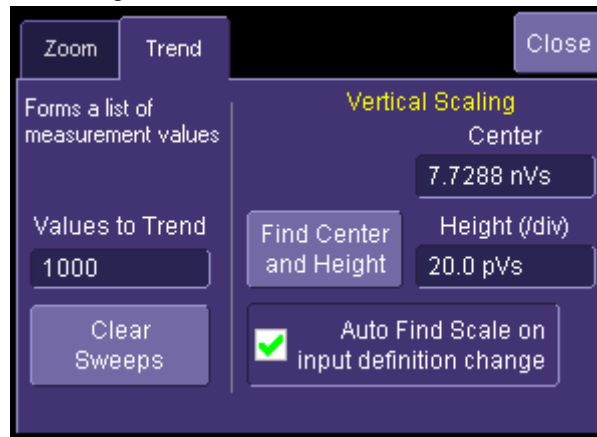 Zoom
Trend
Close
Forms a list of
measurement values
Values to Trend
1000
Clear
Sweeps
Vertical Scaling
Center
7.7288 nVs
Find Center
and Height
Height (/div)
20.0 pVs
Auto Find Scale on
input definition change